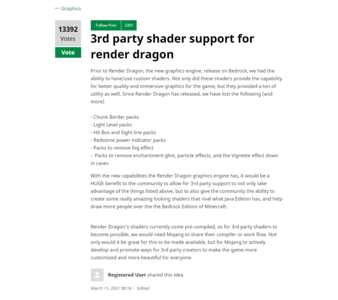 ← Graphics
13392
Votes
Vote
Follow Post 2391
3rd party shader support for
render dragon
Prior to Render Dragon, the new graphics engine, release on Bedrock, we had the
ability to have/use custom shaders. Not only did these shaders provide the capability
for better quality and immersive graphics for the game, but they provided a ton of
utility as well. Since Render Dragon has released, we have lost the following (and
more)
- Chunk Border packs
- Light Level packs
- Hit Box and Sight line packs
- Redstone power indicator packs
- Packs to remove fog effect
- Packs to remove enchantment glint, particle effects, and the Vignette effect down
in caves
With the new capabilities the Render Dragon graphics engine has, it would be a
HUGE benefit to the community to allow for 3rd party support to not only take
advantage of the things listed above, but to also give the community the ability to
create some really amazing looking shaders that rival what Java Edition has, and help
draw more people over the the Bedrock Edition of Minecraft.
Render Dragon's shaders currently come pre-compiled, so for 3rd party shaders to
become possible, we would need Mojang to share their compiler or work flow. Not
only would it be great for this to be made available, but for Mojang to actively
develop and promote ways for 3rd party creators to make the game more
customized and more beautiful for everyone.
Registered User shared this idea
March 11, 2021 08:16 · Edited